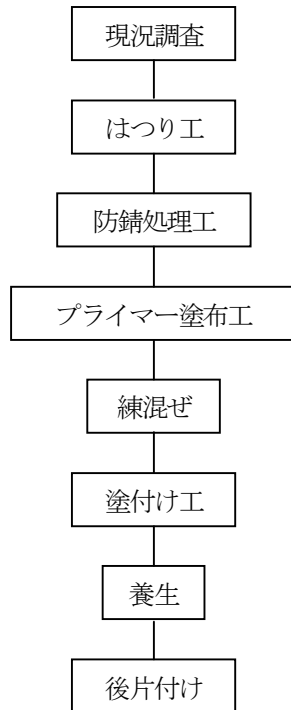 現況調査
はつり工
防錆処理工
プライマー塗布工
練混ぜ
塗付け工
養生
後片付け